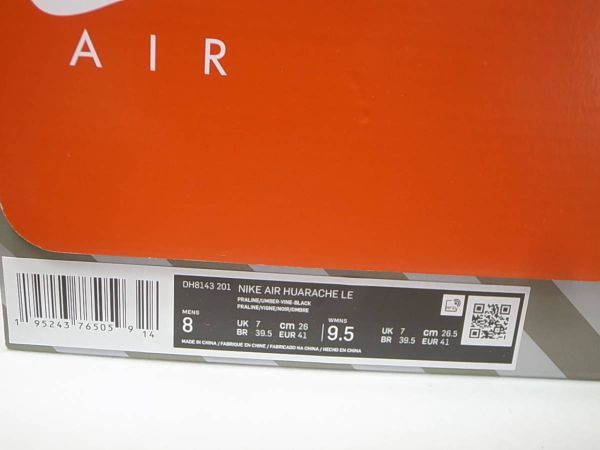 AIR
DH8143 201 NIKE AIR HUARACHE LE
PRALINE/UMBER-VINE-BLACK
PRALINE/VIGNE/NOIR/OMBRE
MENS
8
UK 7 cm 26
BR 39.5 EUR 41
WMNS
9.5
UK 7 cm 26.5
BR 39.5 EUR 41
MADE IN CHINA / FABRIQUE EN CHINE / FABRICADO NA CHINA / HECHO EN CHINA
1 95243 76505 9 14